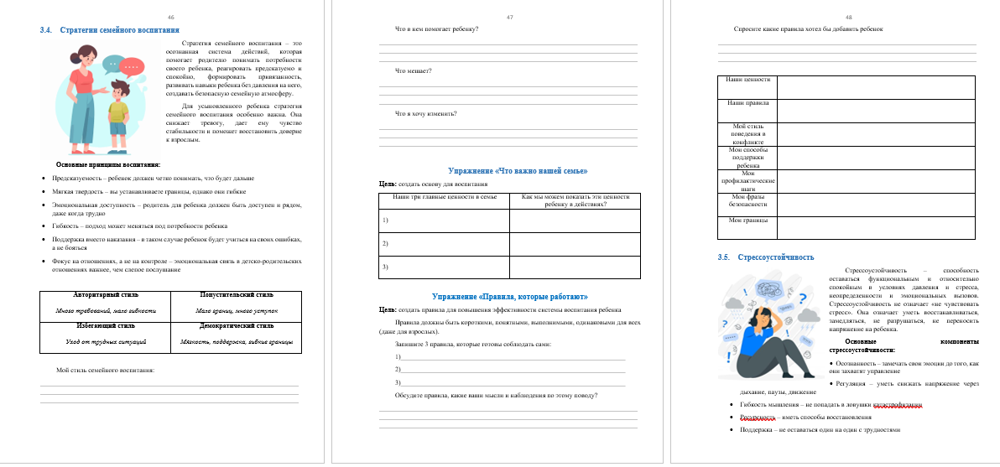 46
3.4. Стратегии семейного воспитания
Стратегия семейного воспитания – это
осознанная система действий, которая
помогает родителю понимать потребности
своего ребенка, реагировать предсказуемо и
спокойно, формировать привязанность,
развивать навыки ребенка без давления на него,
создавать безопасную семейную атмосферу.
Для усыновленного ребенка стратегия
семейного воспитания особенно важна. Она
снижает тревогу, дает ему чувство
стабильности и поможет восстановить доверие
к взрослым.
Основные принципы воспитания:
• Предсказуемость – ребенок должен четко понимать, что будет дальше
• Мягкая твердость – вы устанавливаете границы, однако они гибкие
• Эмоциональная доступность – родитель для ребенка должен быть доступен и рядом,
даже когда трудно
• Гибкость – подход может меняться под потребности ребенка
• Поддержка вместо наказания – в таком случае ребенок будет учиться на своих ошибках,
а не бояться
• Фокус на отношениях, а не на контроле – эмоциональная связь в детско-родительских
отношениях важнее, чем слепое послушание
Авторитарный стиль
Много требований, мало гибкости
Попустительский стиль
Мало границ, много уступок
Избегающий стиль
Уход от трудных ситуаций
Демократический стиль
Мягкость, поддержка, гибкие границы
Мой стиль семейного воспитания:
47
Что в нем помогает ребенку?
Что мешает?
Что я хочу изменить?
Упражнение «Что важно нашей семье»
Цель: создать основу для воспитания
Наши три главные ценности в семье
Как мы можем показать эти ценности
ребенку в действиях?
1)
2)
3)
Упражнение «Правила, которые работают»
Цель: создать правила для повышения эффективности системы воспитания ребенка
Правила должны быть короткими, понятными, выполнимыми, одинаковыми для всех
(даже для взрослых).
Запишите 3 правила, которые готовы соблюдать сами:
1)
2)
3)
Обсудите правила, какие ваши мысли и наблюдения по этому поводу?
48
Спросите какие правила хотел бы добавить ребенок
Наши ценности
Наши правила
Мой стиль
поведения в
конфликте
Мои способы
поддержки
ребенка
Мои
профилактические
шаги
Мои фразы
безопасности
Мои границы
3.5. Стрессоустойчивость
Стрессоустойчивость – способность
оставаться функциональным и относительно
спокойным в условиях давления и стресса,
неопределенности и эмоциональных вызовов.
Стрессоустойчивость не означает «не чувствовать
стресс». Она означает уметь восстанавливаться,
замедляться, не разрушаться, не переносить
напряжение на ребенка.
Основные компоненты
стрессоустойчивости:
• Осознанность – замечать свои эмоции до того, как
они захватят управление
• Регуляция – уметь снижать напряжение через
дыхание, паузы, движение
• Гибкость мышления – не попадать в ловушки катастрофизации
• Ресурсность – иметь способы восстановления
• Поддержка – не оставаться один на один с трудностями